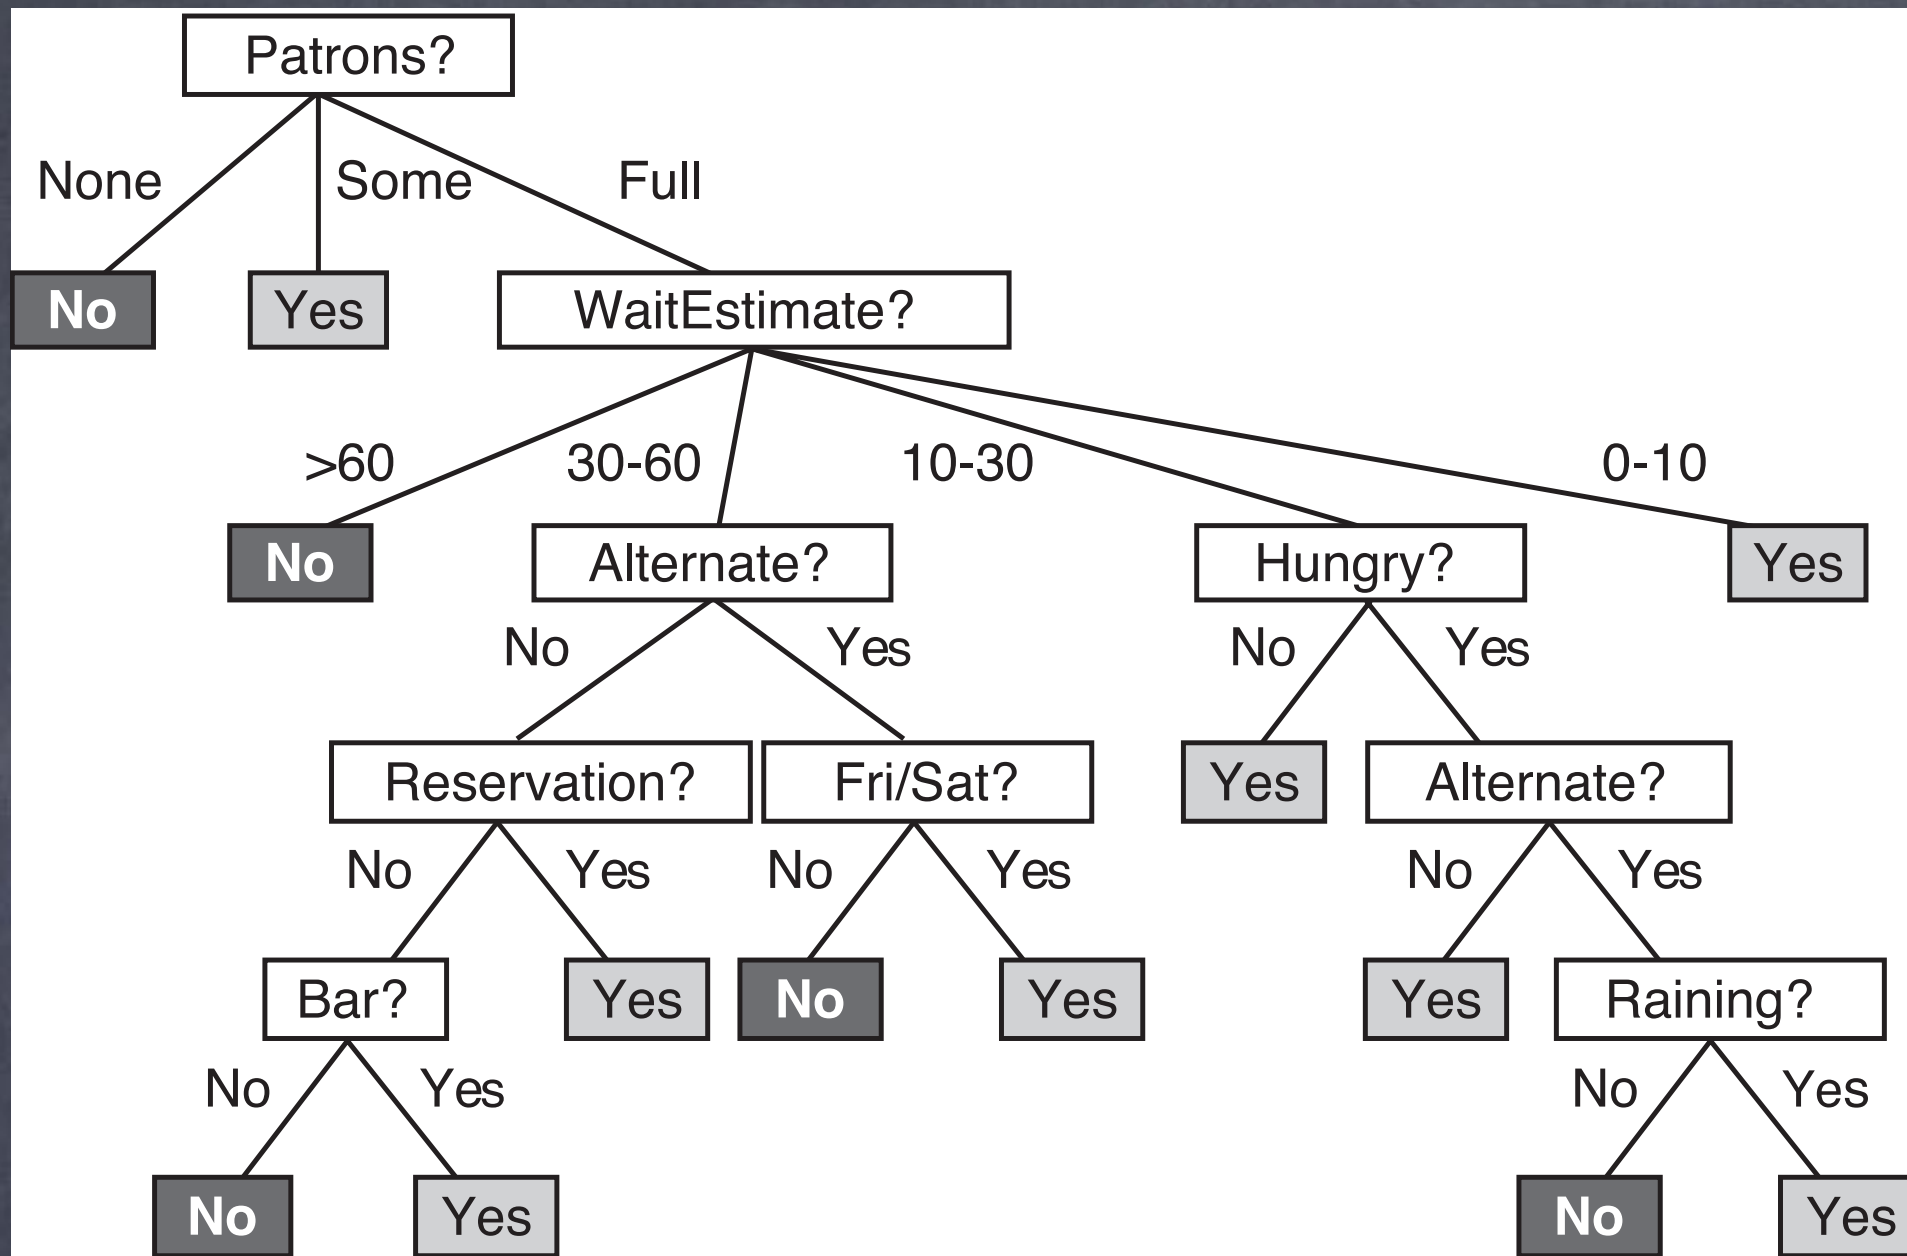 Patrons?
None Some Full
No Yes WaitEstimate?
>60 30-60 10-30 0-10
No Alternate? Hungry? Yes
No Yes No Yes
Reservation? Fri/Sat? Yes Alternate?
No Yes No Yes No Yes
Bar? Yes No Yes Yes Raining?
No Yes No Yes
No Yes No Yes